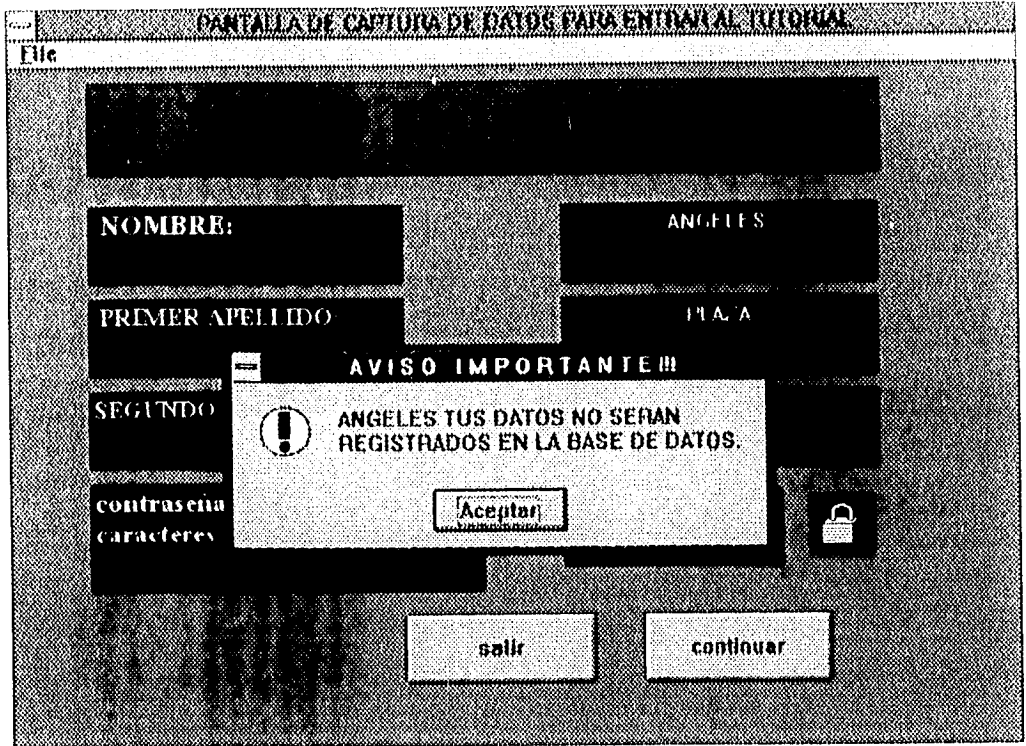 PANTALLA DE CAPTURA DE DATOS PARA ENTRAR AL TUTORIAL
File
NOMBRE:
ANGELES
PRIMER APELLIDO
SEGUNDO
AVISO IMPORTANTE!!!
ANGELES TUS DATOS NO SERAN
REGISTRADOS EN LA BASE DE DATOS.
Aceptar
contraseña
caracteres
salir
continuar